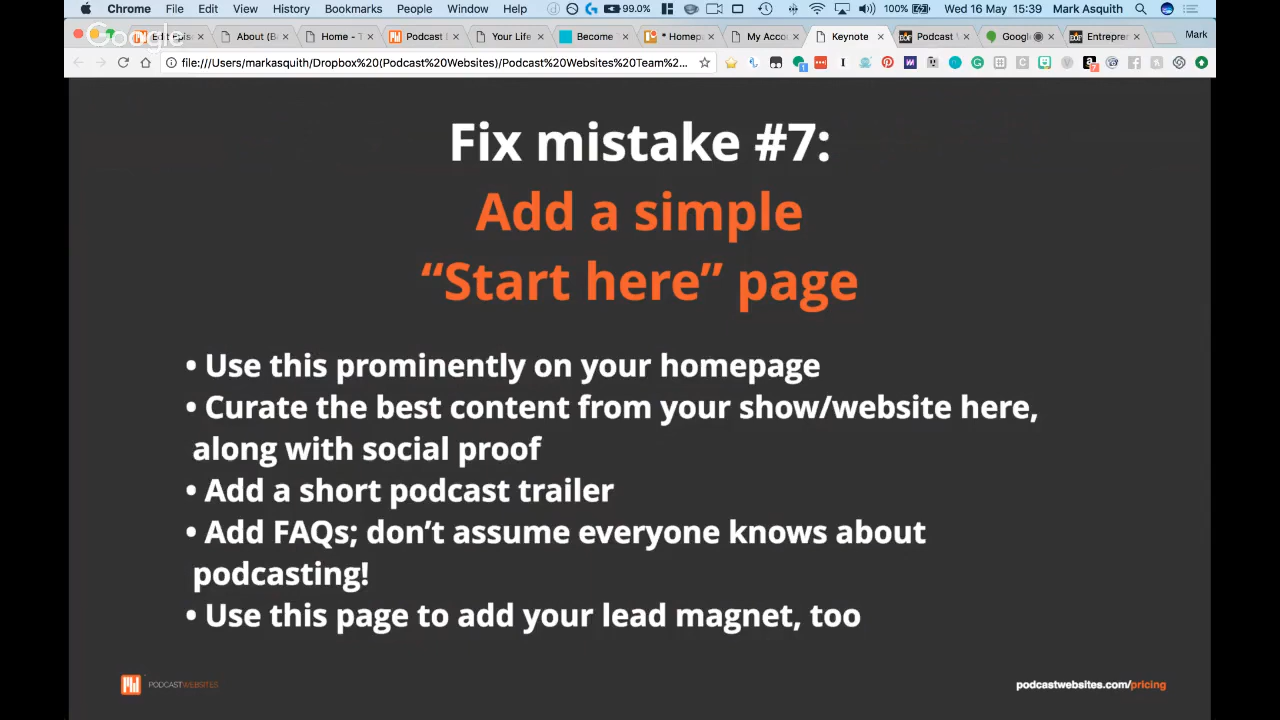 Chrome File Edit View History Bookmarks People Window Help 99.0% 100% Wed 16 May 15:39 Mark Asquith
Google
Edit Epis About (B Home - T Podcast E Your Life Become * Homep My Acco Keynote Podcast W Google Entrepre Mark
file:///Users/markasquith/Dropbox%20(Podcast%20Websites)/Podcast%20Websites%20Team%2...
Fix mistake #7:
Add a simple
“Start here” page
• Use this prominently on your homepage
• Curate the best content from your show/website here,
along with social proof
• Add a short podcast trailer
• Add FAQs; don’t assume everyone knows about
podcasting!
• Use this page to add your lead magnet, too
PODCASTWEBSITES
podcastwebsites.com/pricing